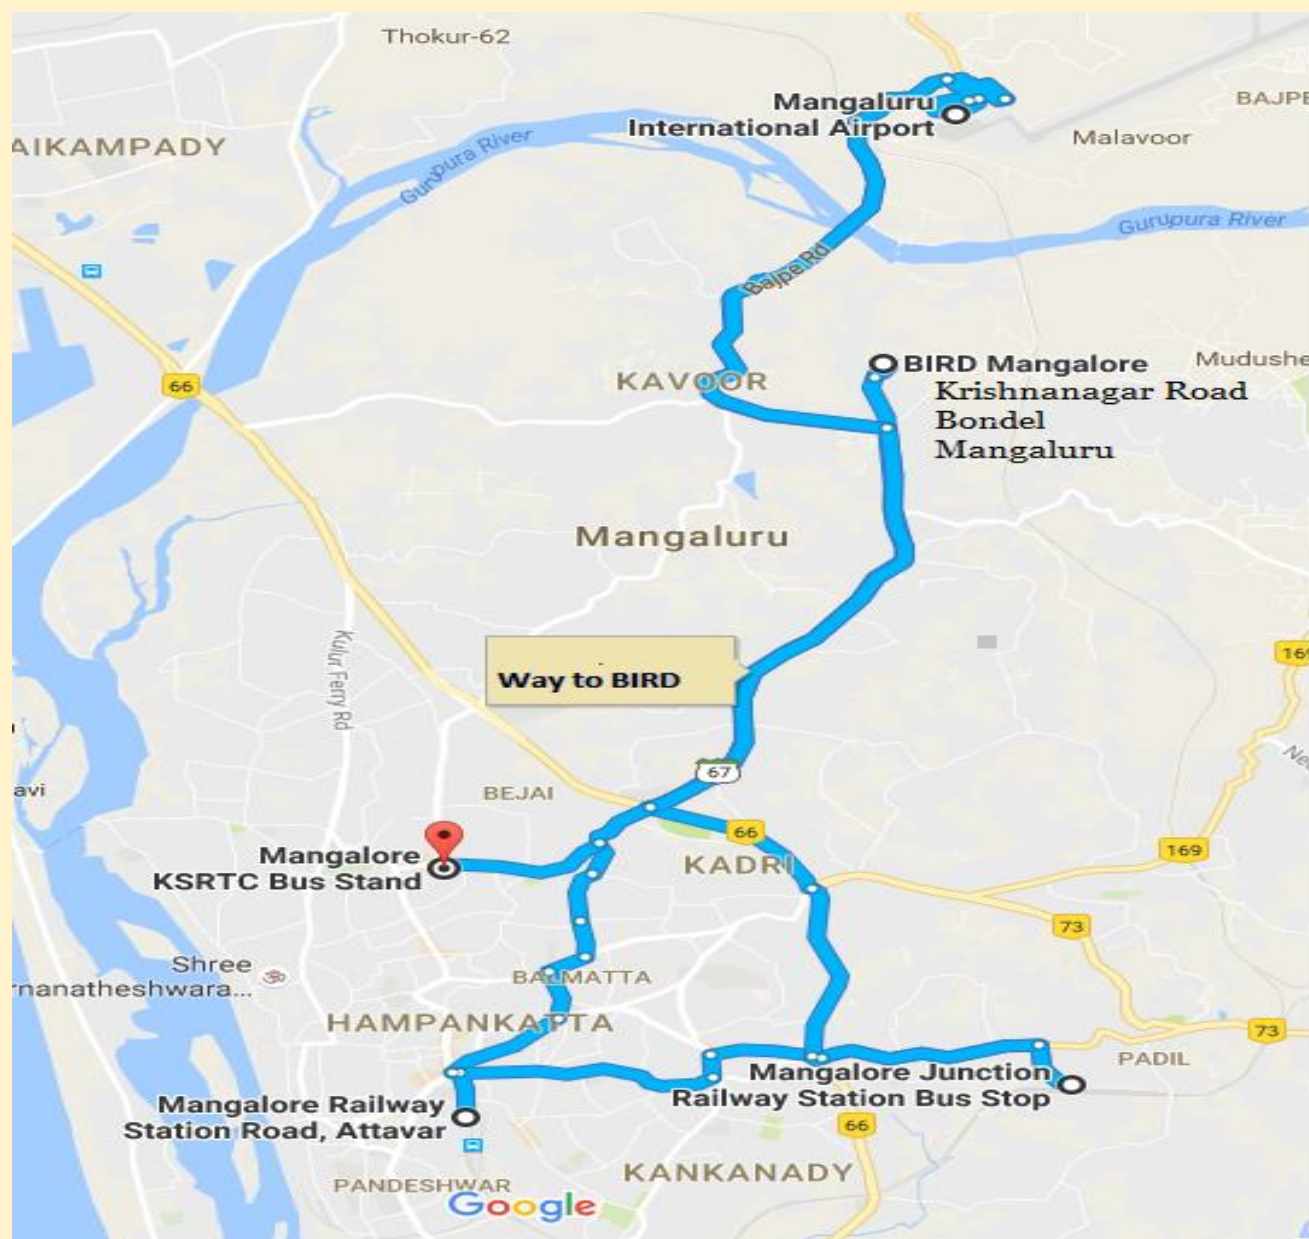 Thokur-62
Mangaluru
International Airport
BAJPE
Malavoor
AIKAMPADY
Gurupura River
Gurupura River
Bajpe Rd
BIRD Mangalore
Krishnanagar Road
Bondel
Mangaluru
Mudushe
KAVOOR
66
Mangaluru
Kulur Ferry Rd
Way to BIRD
169
67
avi
BEJAI
66
Mangalore
KSRTC Bus Stand
KADRI
169
73
Shree
rnanatheshwara...
BALMATTA
HAMPANKATTA
73
PADIL
Mangalore Junction
Railway Station Bus Stop
Mangalore Railway
Station Road, Attavar
66
KANKANADY
PANDESHWAR
Google